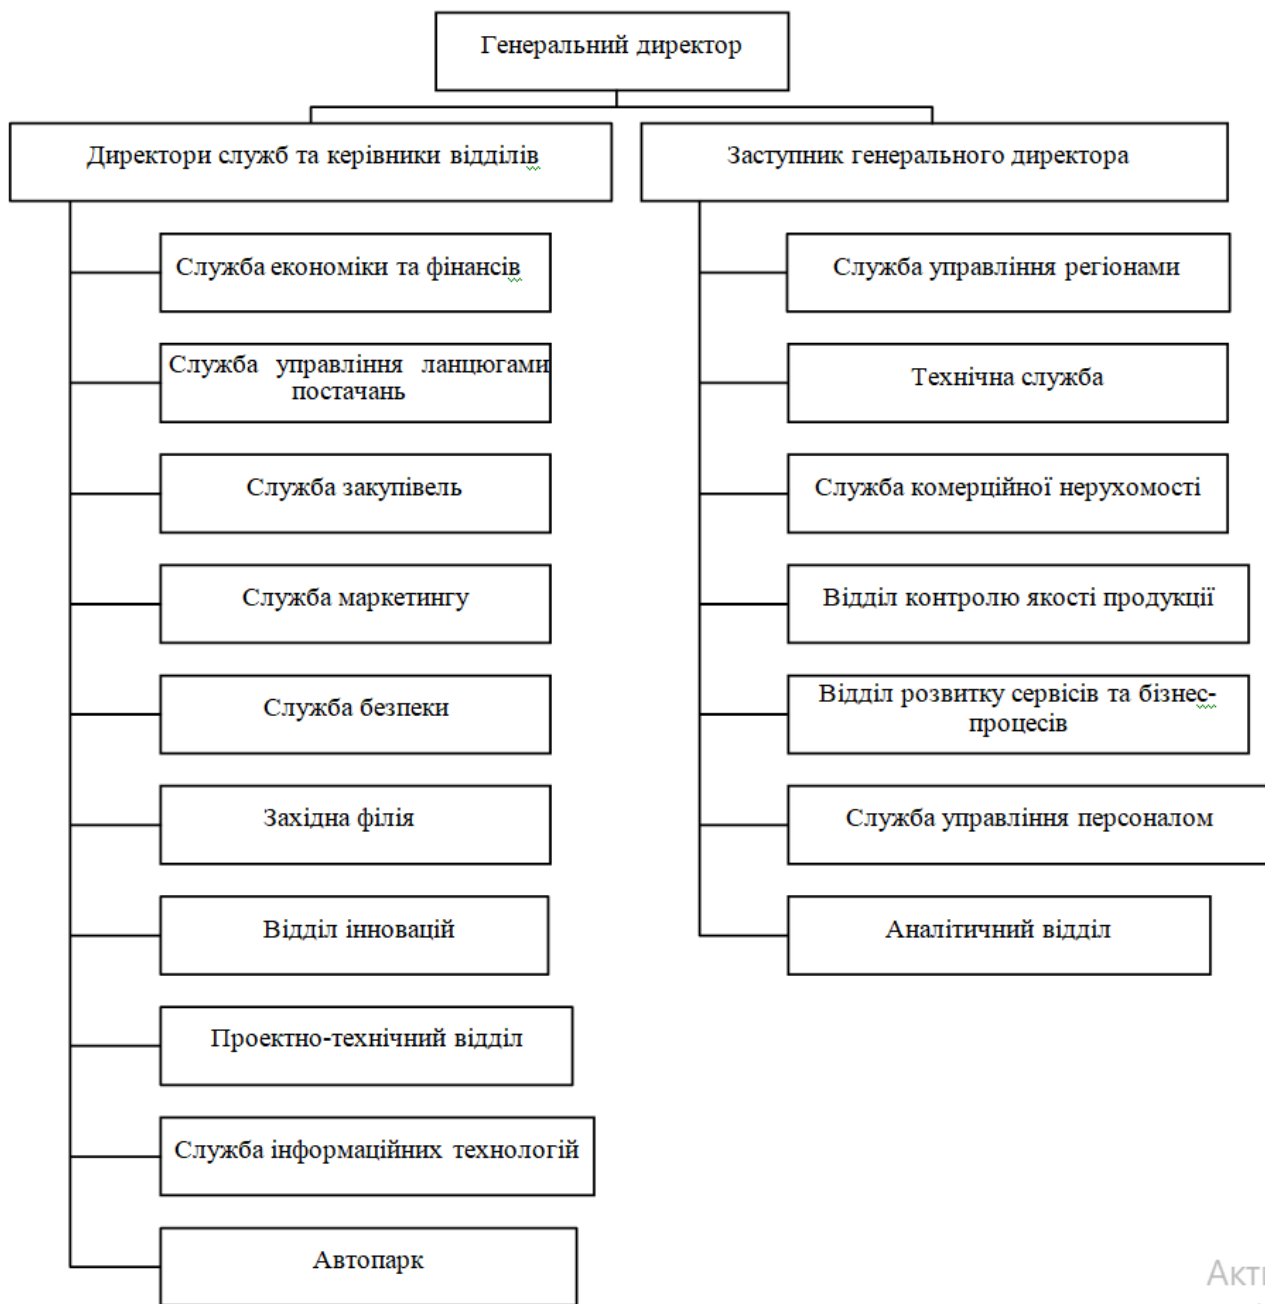 Генеральний директор
Директори служб та керівники відділів
Заступник генерального директора
Служба економіки та фінансів
Служба управління ланцюгами
постачань
Служба закупівель
Служба маркетингу
Служба безпеки
Західна філія
Відділ інновацій
Проектно-технічний відділ
Служба інформаційних технологій
Автопарк
Служба управління регіонами
Технічна служба
Служба комерційної нерухомості
Відділ контролю якості продукції
Відділ розвитку сервісів та бізнес-
процесів
Служба управління персоналом
Аналітичний відділ